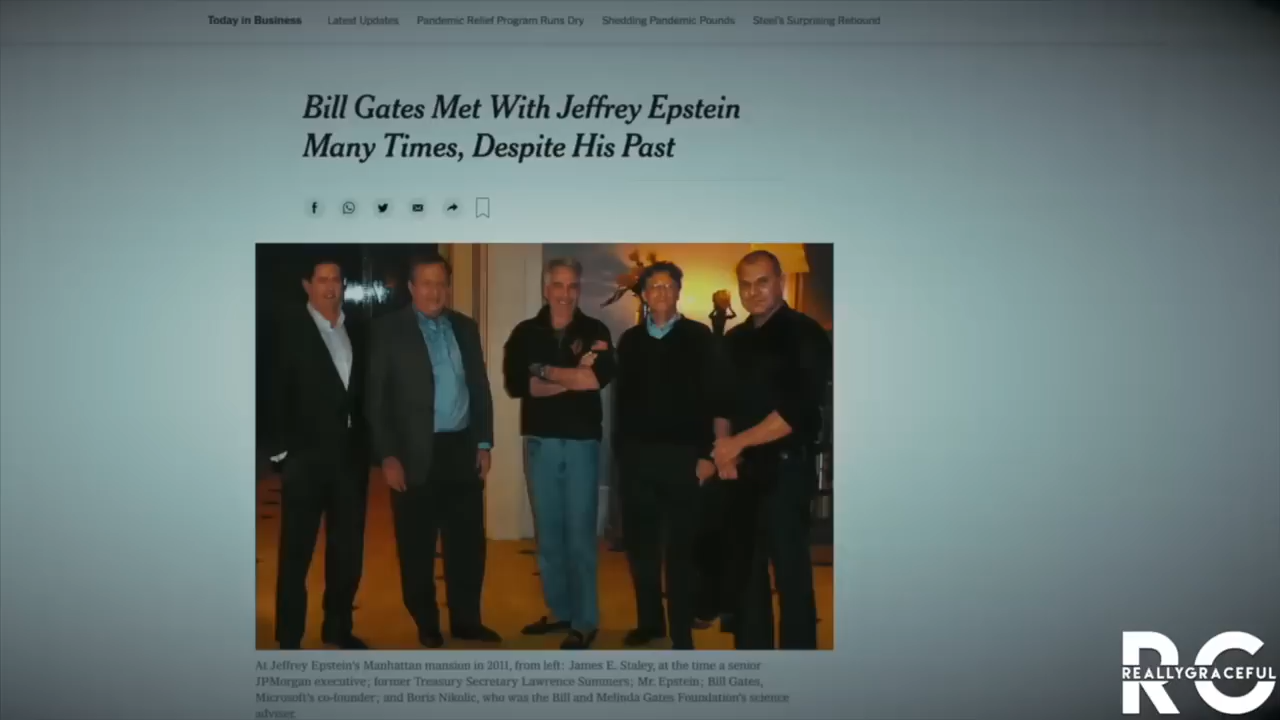 Today in Business Latest Updates Pandemic Relief Program Runs Dry Shedding Pandemic Pounds Steel's Surprising Rebound
Bill Gates Met With Jeffrey Epstein
Many Times, Despite His Past
At Jeffrey Epstein's Manhattan mansion in 2011, from left: James E. Staley, at the time a senior
JPMorgan executive; former Treasury Secretary Lawrence Summers; Mr. Epstein; Bill Gates,
Microsoft's co-founder; and Boris Nikolic, who was the Bill and Melinda Gates Foundation's science
adviser.
RG
REALLYGRACEFUL